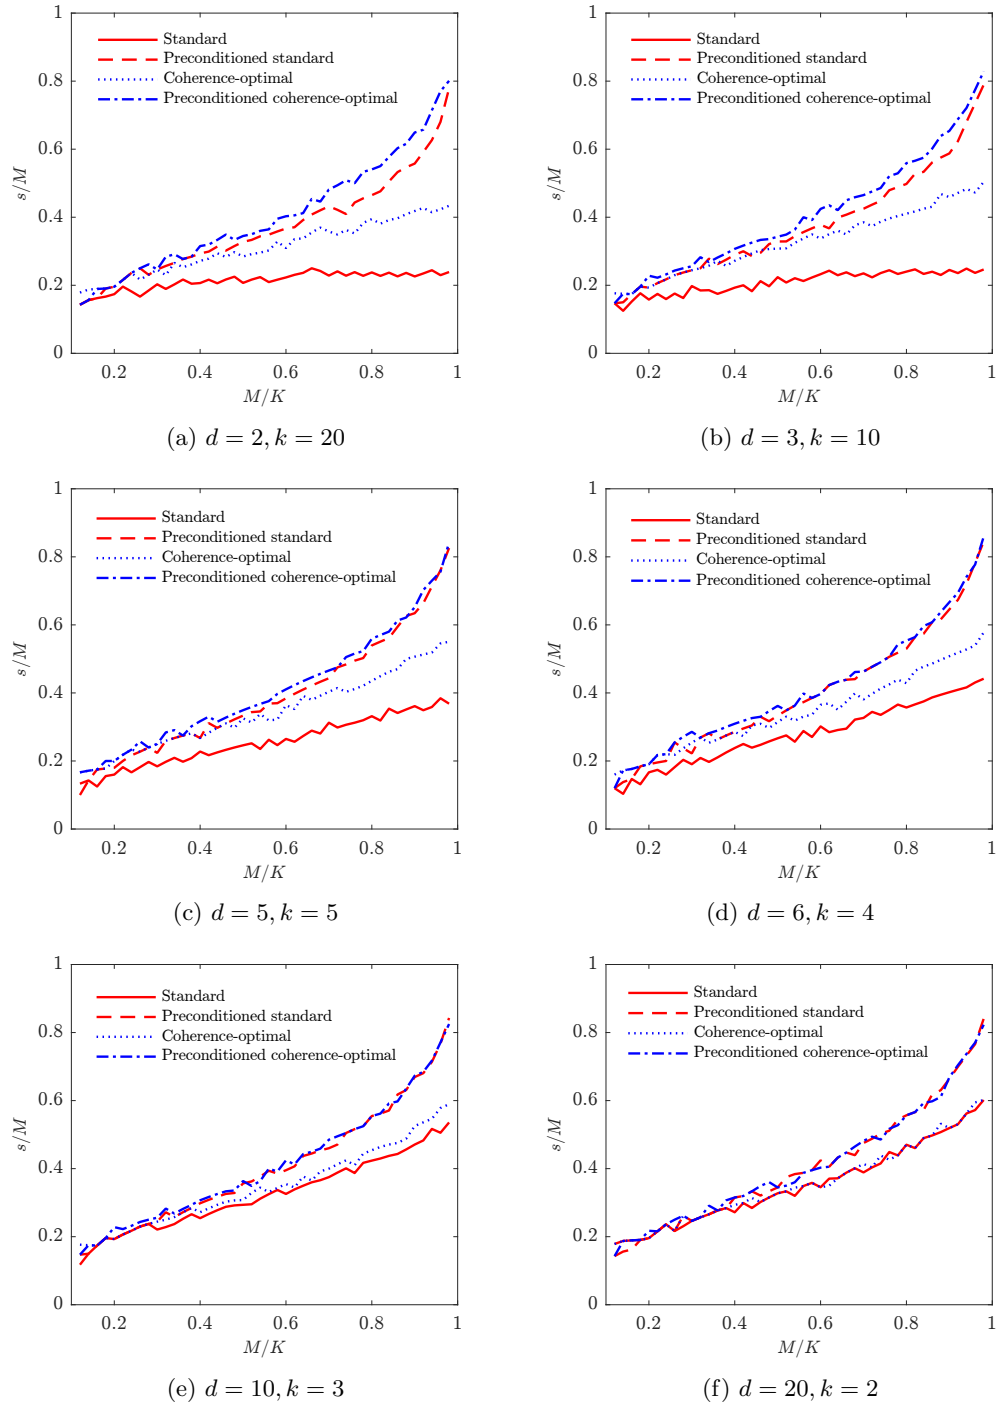 1
0.8
0.6
0.4
0.2
0
s/M
Standard
Preconditioned standard
Coherence-optimal
Preconditioned coherence-optimal
0.2 0.4 0.6 0.8 1
M/K
(a) d = 2, k = 20
1
0.8
0.6
0.4
0.2
0
s/M
Standard
Preconditioned standard
Coherence-optimal
Preconditioned coherence-optimal
0.2 0.4 0.6 0.8 1
M/K
(b) d = 3, k = 10
1
0.8
0.6
0.4
0.2
0
s/M
Standard
Preconditioned standard
Coherence-optimal
Preconditioned coherence-optimal
0.2 0.4 0.6 0.8 1
M/K
(c) d = 5, k = 5
1
0.8
0.6
0.4
0.2
0
s/M
Standard
Preconditioned standard
Coherence-optimal
Preconditioned coherence-optimal
0.2 0.4 0.6 0.8 1
M/K
(d) d = 6, k = 4
1
0.8
0.6
0.4
0.2
0
s/M
Standard
Preconditioned standard
Coherence-optimal
Preconditioned coherence-optimal
0.2 0.4 0.6 0.8 1
M/K
(e) d = 10, k = 3
1
0.8
0.6
0.4
0.2
0
s/M
Standard
Preconditioned standard
Coherence-optimal
Preconditioned coherence-optimal
0.2 0.4 0.6 0.8 1
M/K
(f) d = 20, k = 2